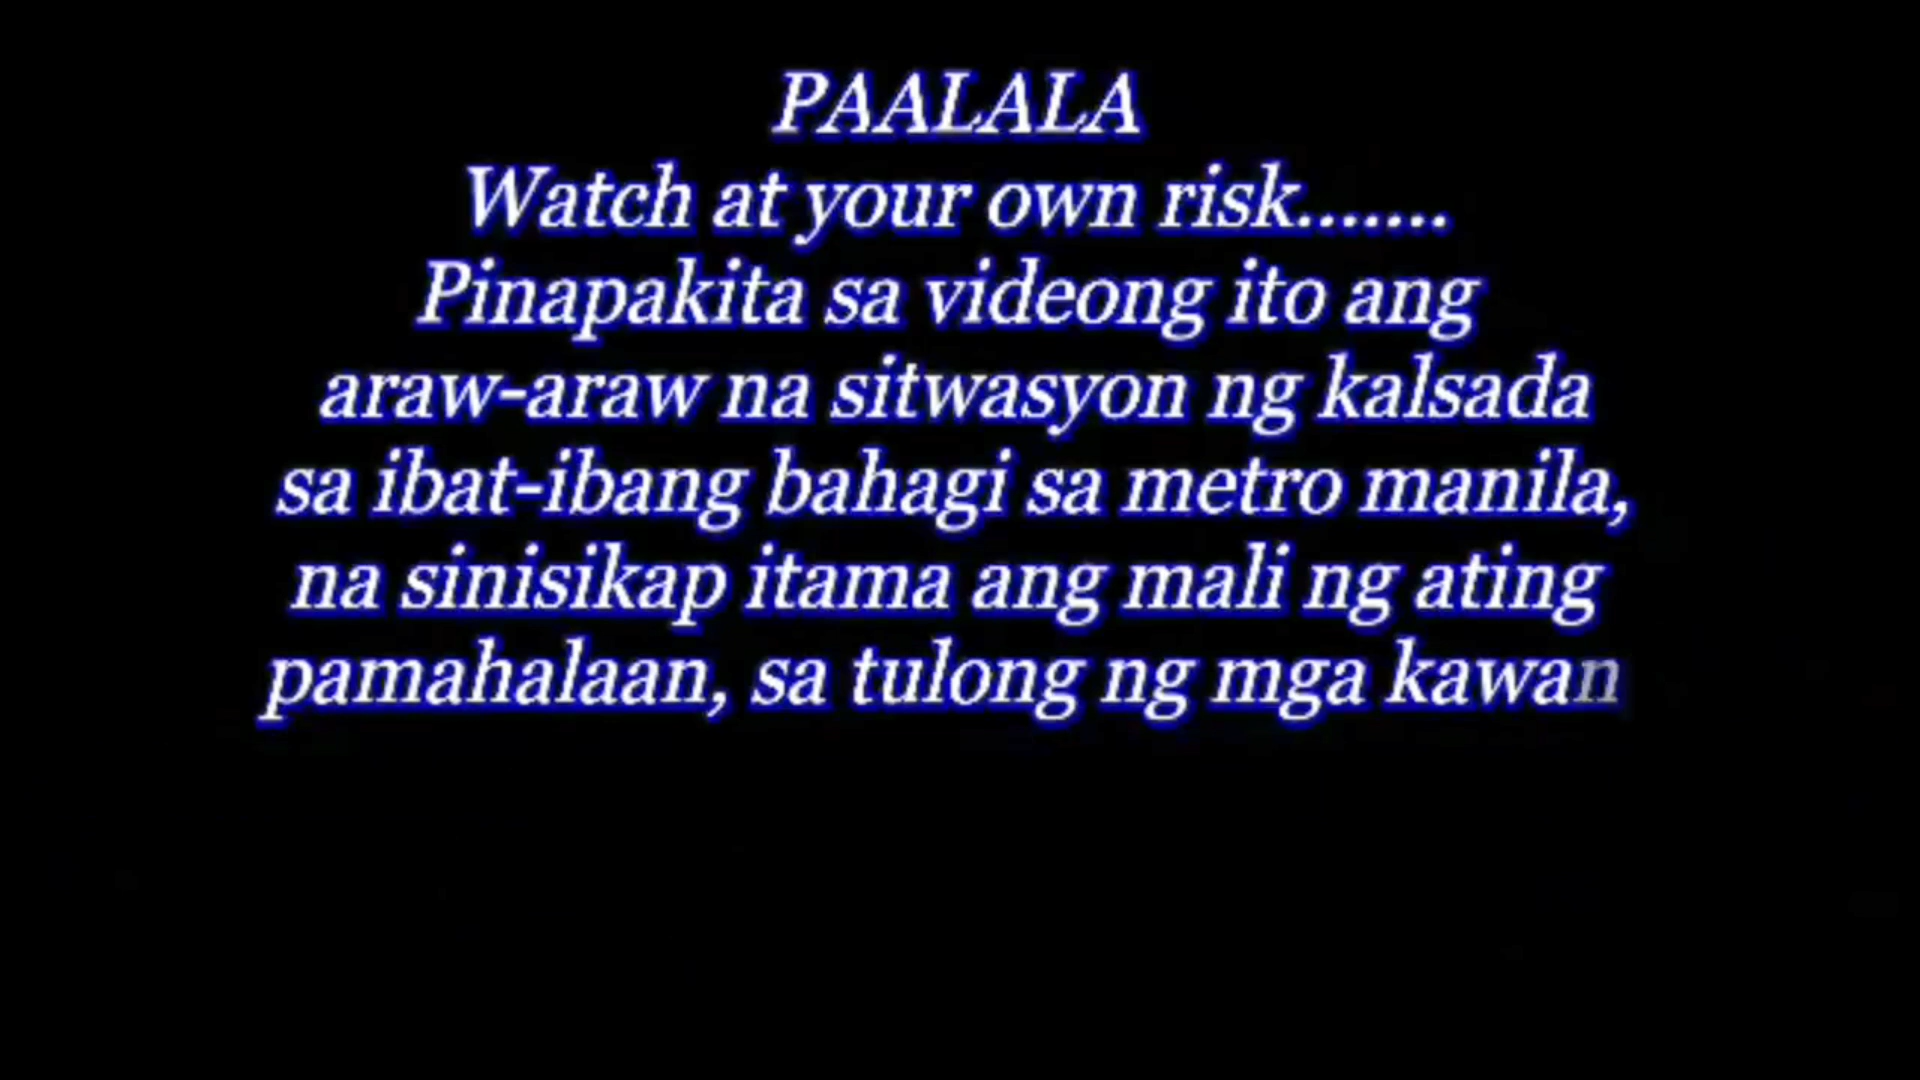 PAALALA
Watch at your own risk.......
Pinapakita sa videong ito ang
araw-araw na sitwasyon ng kalsada
sa ibat-ibang bahagi sa metro manila,
na sinisikap itama ang mali ng ating
pamahalaan, sa tulong ng mga kawan